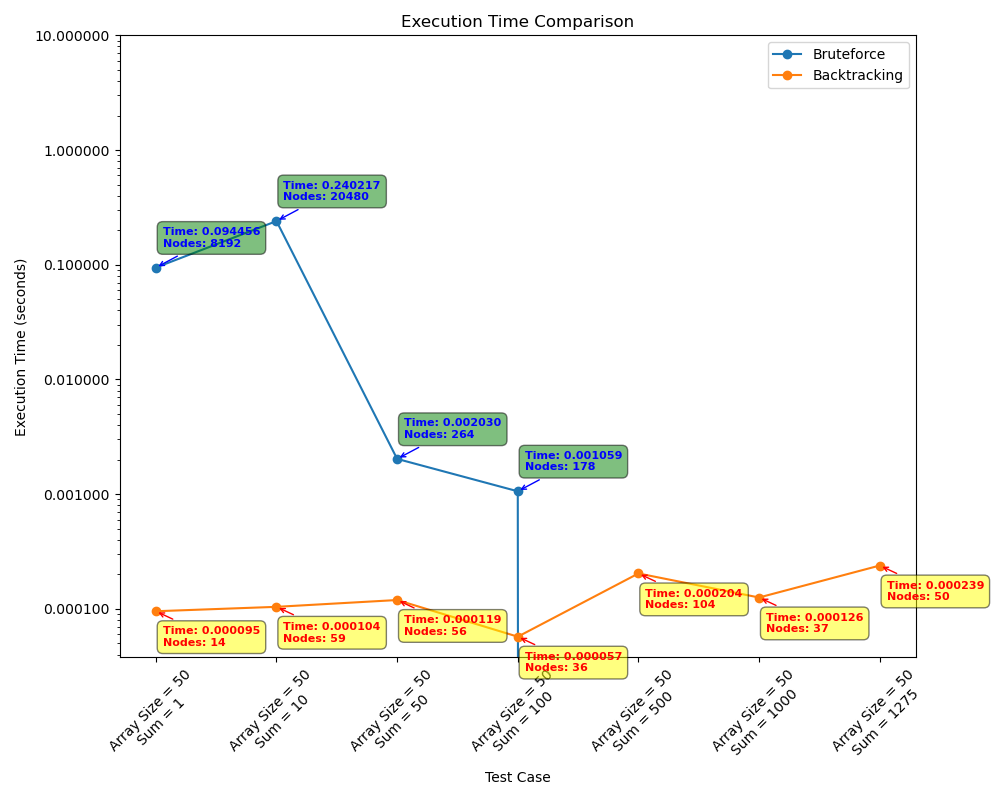 Execution Time Comparison
Bruteforce
Backtracking
Execution Time (seconds)
10.000000
1.000000
0.100000
0.010000
0.001000
0.000100
Time: 0.094456
Nodes: 8192
Time: 0.240217
Nodes: 20480
Time: 0.002030
Nodes: 264
Time: 0.001059
Nodes: 178
Time: 0.000095
Nodes: 14
Time: 0.000104
Nodes: 59
Time: 0.000119
Nodes: 56
Time: 0.000057
Nodes: 36
Time: 0.000204
Nodes: 104
Time: 0.000126
Nodes: 37
Time: 0.000239
Nodes: 50
Array Size = 50
Sum = 1
Array Size = 50
Sum = 10
Array Size = 50
Sum = 50
Array Size = 50
Sum = 100
Array Size = 50
Sum = 500
Array Size = 50
Sum = 1000
Array Size = 50
Sum = 1275
Test Case